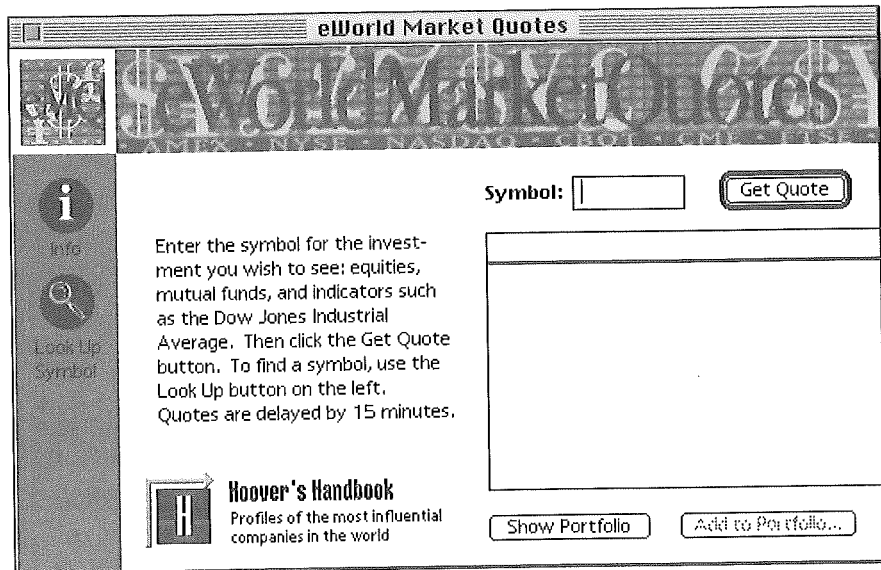 eWorld Market Quotes
$eWorldMarketQuotes
AMEX • NYSE • NASDAQ • CBOT • CME • FTSE •
Symbol:
Get Quote
i
Info
Look Up
Symbol
Enter the symbol for the invest-
ment you wish to see: equities,
mutual funds, and indicators such
as the Dow Jones Industrial
Average. Then click the Get Quote
button. To find a symbol, use the
Look Up button on the left.
Quotes are delayed by 15 minutes.
H
Hoover's Handbook
Profiles of the most influential
companies in the world
Show Portfolio
Add to Portfolio...